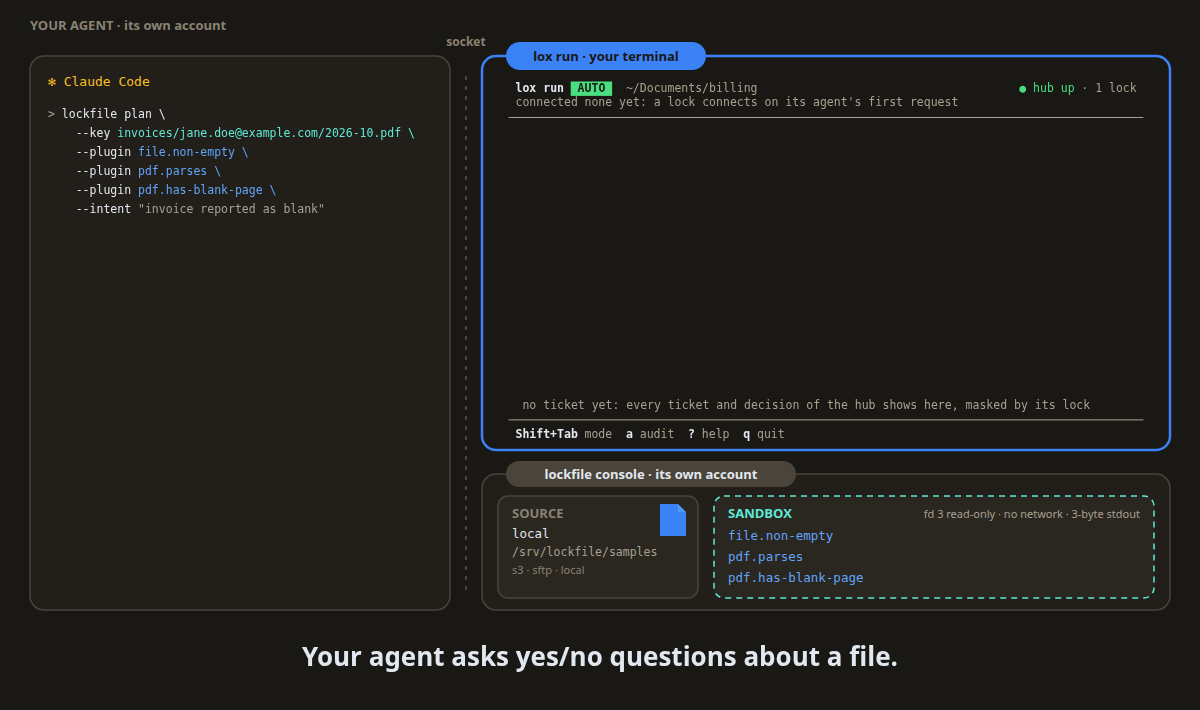 YOUR AGENT · its own account
socket
✻ Claude Code
> lockfile plan \
--key invoices/jane.doe@example.com/2026-10.pdf \
--plugin file.non-empty \
--plugin pdf.parses \
--plugin pdf.has-blank-page \
--intent "invoice reported as blank"
lox run · your terminal
lox run AUTO ~/Documents/billing ● hub up · 1 lock
connected none yet: a lock connects on its agent's first request
no ticket yet: every ticket and decision of the hub shows here, masked by its lock
Shift+Tab mode a audit ? help q quit
lockfile console · its own account
SOURCE
local
/srv/lockfile/samples
s3 · sftp · local
SANDBOX fd 3 read-only · no network · 3-byte stdout
file.non-empty
pdf.parses
pdf.has-blank-page
Your agent asks yes/no questions about a file.